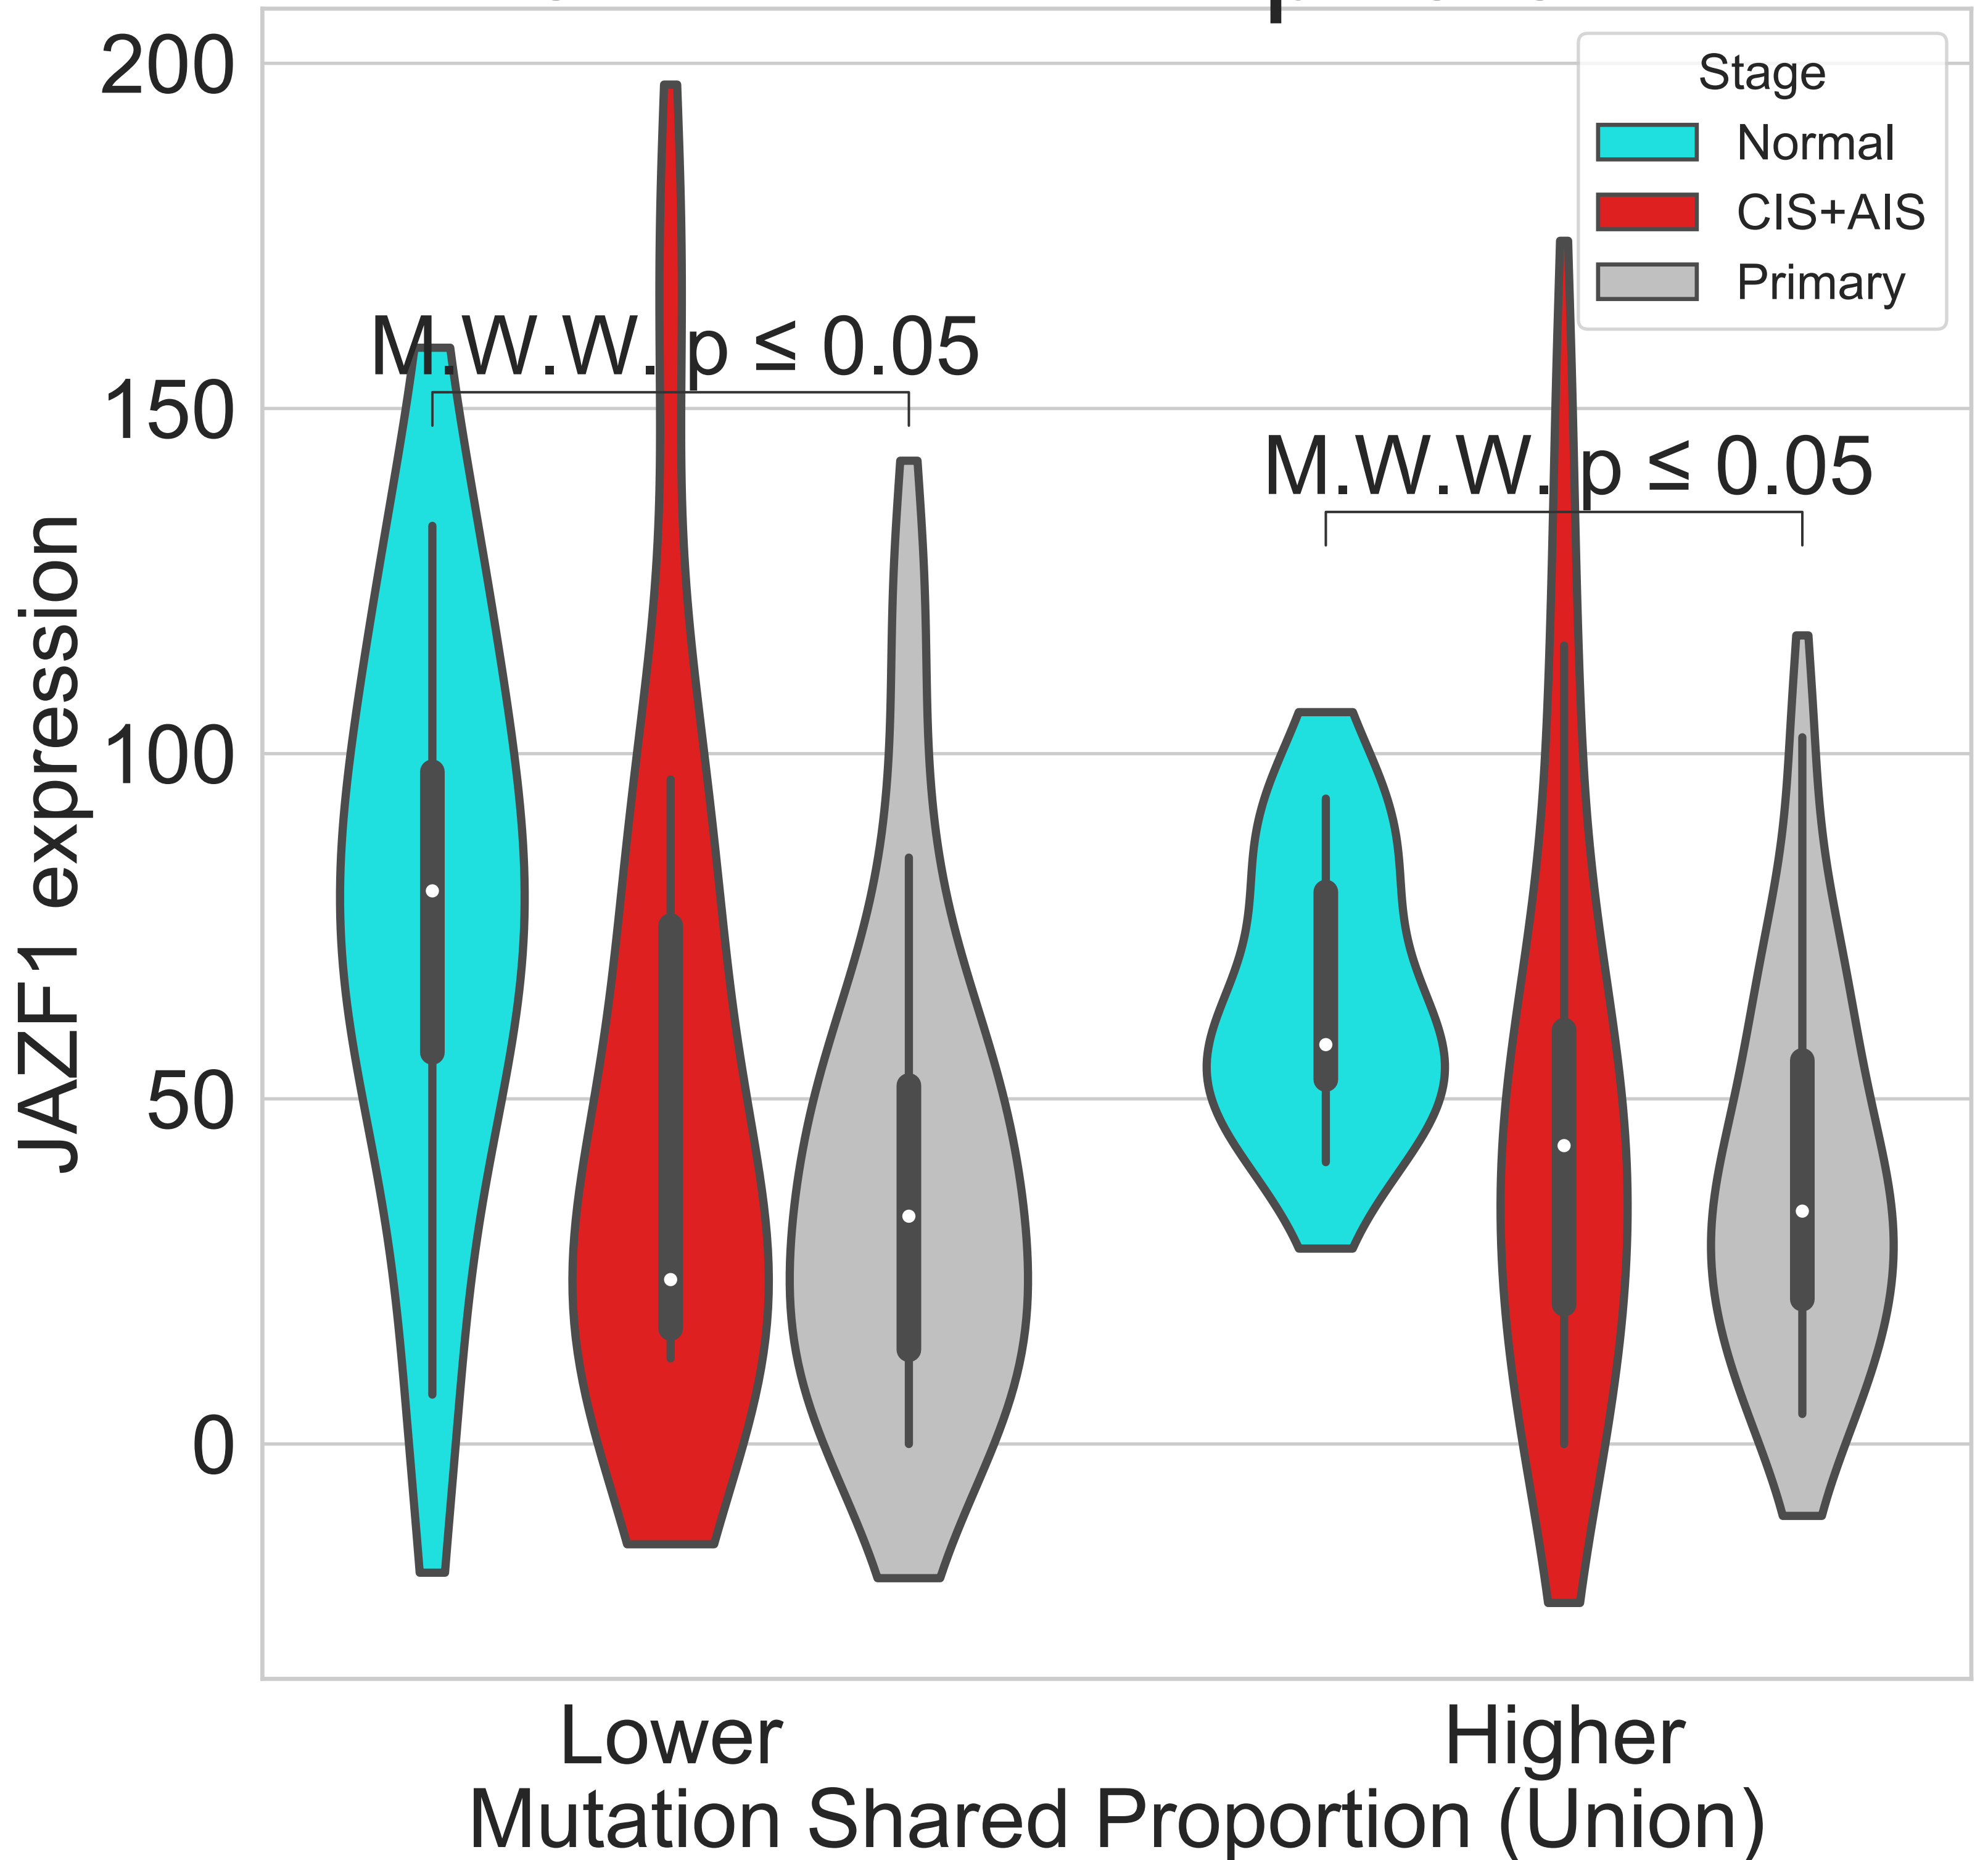 200
150
100
50
0
JAZF1 expression
Stage
Normal
CIS+AIS
Primary
M.W.W. p ≤ 0.05
M.W.W. p ≤ 0.05
Lower
Higher
Mutation Shared Proportion (Union)